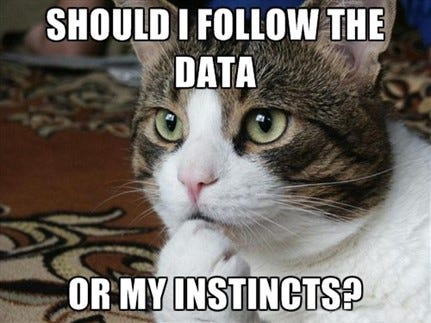 SHOULD I FOLLOW THE
DATA
OR MY INSTINCTS?